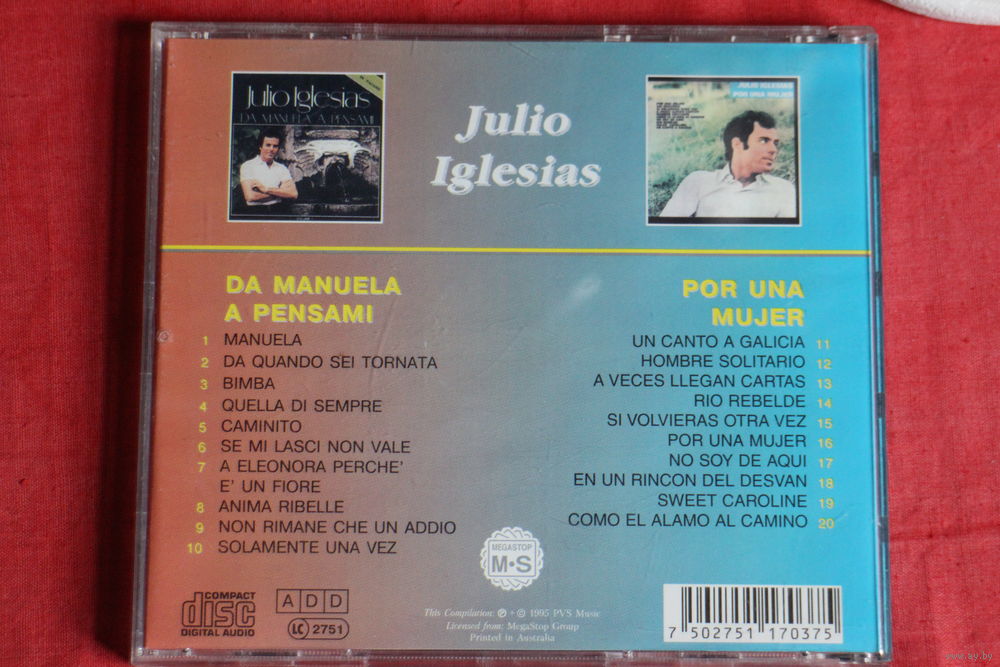 Julio Iglesias
DA MANUELA A PENSAMI
JULIO IGLESIAS
POR UNA MUJER
Julio
Iglesias
DA MANUELA
A PENSAMI
1 MANUELA
2 DA QUANDO SEI TORNATA
3 BIMBA
4 QUELLA DI SEMPRE
5 CAMINITO
6 SE MI LASCI NON VALE
7 A ELEONORA PERCHE'
E' UN FIORE
8 ANIMA RIBELLE
9 NON RIMANE CHE UN ADDIO
10 SOLAMENTE UNA VEZ
POR UNA
MUJER
UN CANTO A GALICIA 11
HOMBRE SOLITARIO 12
A VECES LLEGAN CARTAS 13
RIO REBELDE 14
SI VOLVIERAS OTRA VEZ 15
POR UNA MUJER 16
NO SOY DE AQUI 17
EN UN RINCON DEL DESVAN 18
SWEET CAROLINE 19
COMO EL ALAMO AL CAMINO 20
MEGASTOP
M•S
COMPACT
disc
DIGITAL AUDIO
ADD
LC 2751
This Compilation: ℗ + © 1995 PVS Music
Licensed from: MegaStop Group
Printed in Australia
7 502751 170375
www.ay.by